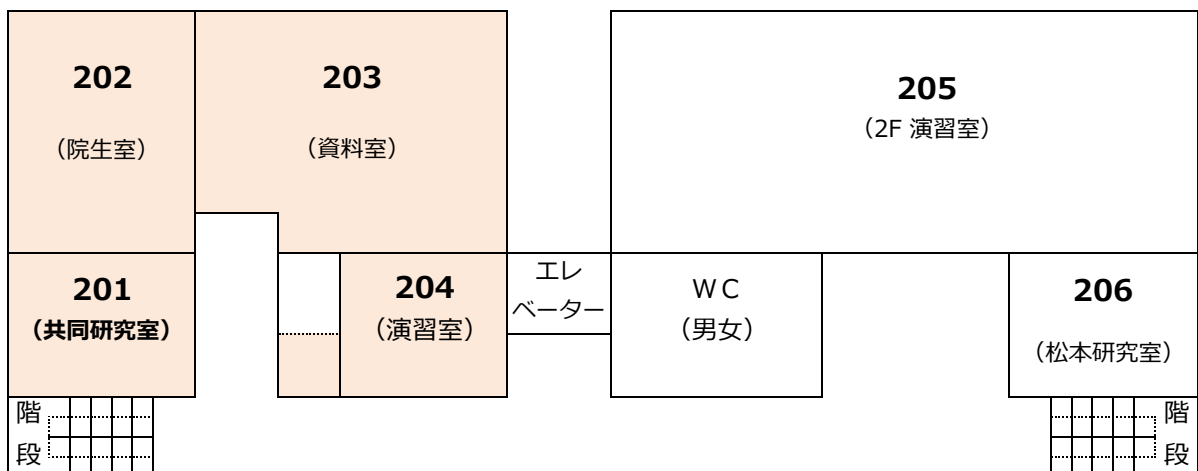 202
（院生室）
203
（資料室）
205
（2F 演習室）
201
（共同研究室）
204
（演習室）
エレ
ベーター
ＷＣ
（男女）
206
（松本研究室）
階
段
階
段